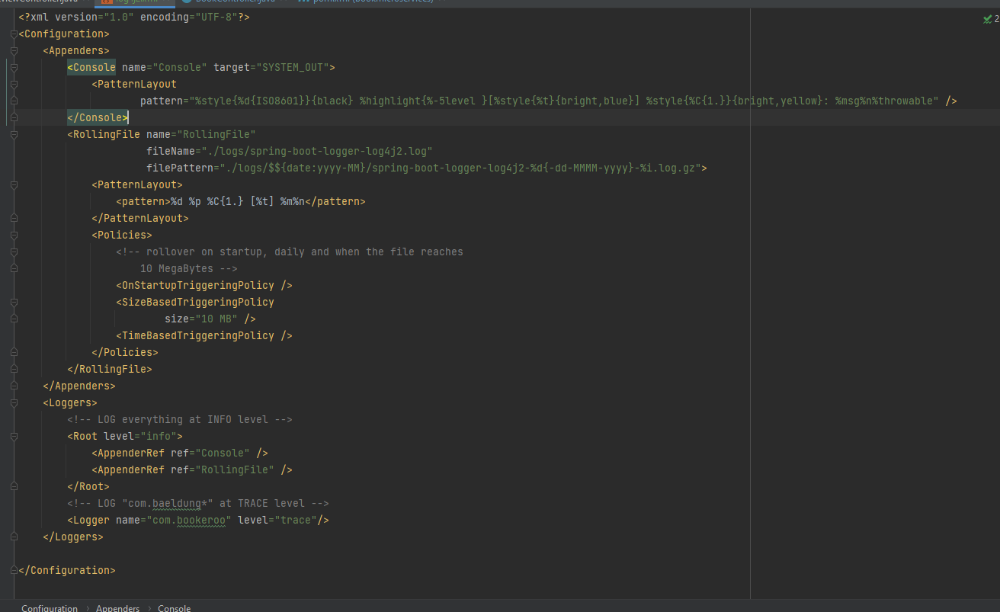 <?xml version="1.0" encoding="UTF-8"?>
2
<Configuration>
    <Appenders>
        <Console name="Console" target="SYSTEM_OUT">
            <PatternLayout
                    pattern="%style{%d{ISO8601}}{black} %highlight{%-5level }[%style{%t}{bright,blue}] %style{%C{1.}}{bright,yellow}: %msg%n%throwable" />
        </Console>
        <RollingFile name="RollingFile"
                     fileName="./logs/spring-boot-logger-log4j2.log"
                     filePattern="./logs/$${date:yyyy-MM}/spring-boot-logger-log4j2-%d{-dd-MMMM-yyyy}-%i.log.gz">
            <PatternLayout>
                <pattern>%d %p %C{1.} [%t] %m%n</pattern>
            </PatternLayout>
            <Policies>
                <!-- rollover on startup, daily and when the file reaches
                    10 MegaBytes -->
                <OnStartupTriggeringPolicy />
                <SizeBasedTriggeringPolicy
                        size="10 MB" />
                <TimeBasedTriggeringPolicy />
            </Policies>
        </RollingFile>
    </Appenders>
    <Loggers>
        <!-- LOG everything at INFO level -->
        <Root level="info">
            <AppenderRef ref="Console" />
            <AppenderRef ref="RollingFile" />
        </Root>
        <!-- LOG "com.baeldung*" at TRACE level -->
        <Logger name="com.bookeroo" level="trace"/>
    </Loggers>

</Configuration>
Configuration > Appenders > Console